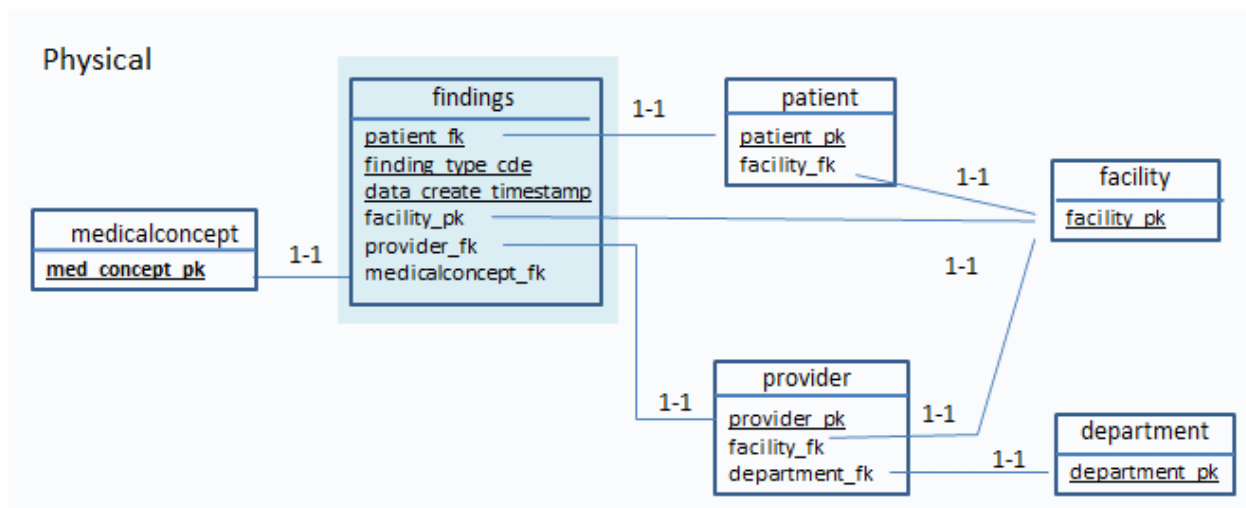 Physical
findings
patient_fk
finding_type_cde
data_create_timestamp
facility_pk
provider_fk
medicalconcept_fk
1-1
patient
patient_pk
facility_fk
1-1
facility
facility_pk
medicalconcept
med_concept_pk
1-1
1-1
provider
provider_pk
facility_fk
department_fk
1-1
1-1
1-1
department
department_pk